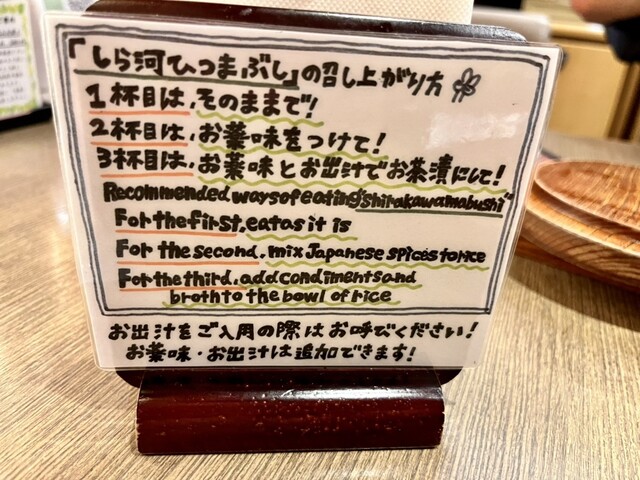 「しら河ひつまぶし」の召し上がり方
1杯目は、そのままで!
2杯目は、お薬味をつけて!
3杯目は、お薬味とお出汁でお茶漬にして!
Recommended ways of eating "shirakawamabushi"
For the first, eat as it is
For the second, mix Japanese spices to rice
For the third, add condiments and
broth to the bowl of rice
お出汁をご入用の際はお呼びください!
お薬味・お出汁は追加できます!